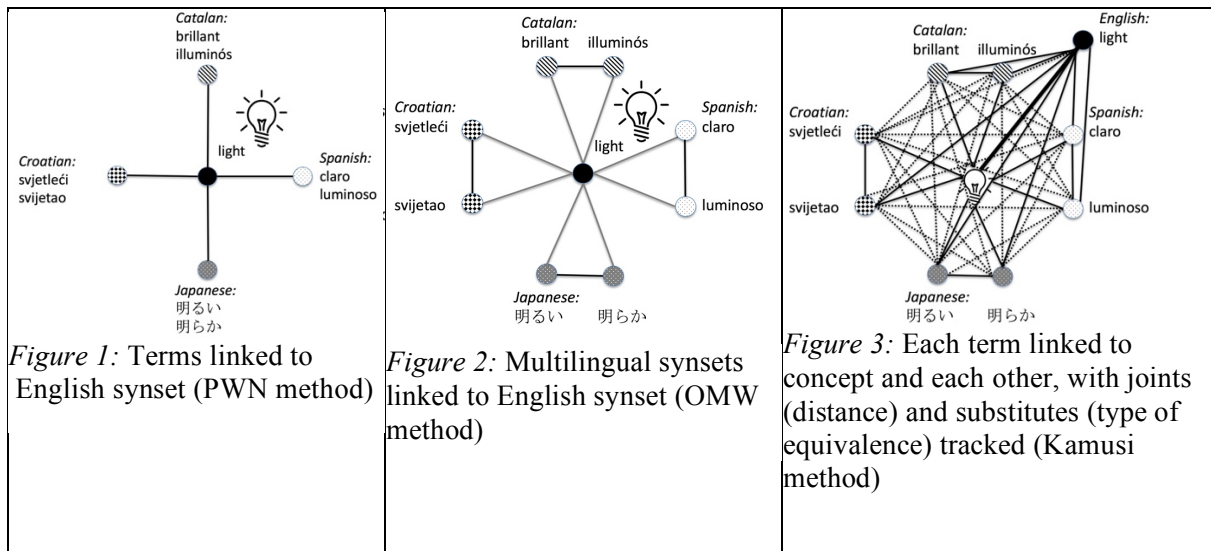 Catalan:
brillant
illuminós
light
Croatian:
svjetleći
svijetao
Spanish:
claro
luminoso
Japanese:
明るい
明らか
Figure 1: Terms linked to
English synset (PWN method)
Catalan:
brillant illuminós
Croatian:
svjetleći
Spanish:
claro
light
svijetao
luminoso
Japanese:
明るい 明らか
Figure 2: Multilingual synsets
linked to English synset (OMW
method)
English:
light
Catalan:
brillant illuminós
Croatian:
svjetleći
Spanish:
claro
svijetao
luminoso
Japanese:
明るい 明らか
Figure 3: Each term linked to
concept and each other, with joints
(distance) and substitutes (type of
equivalence) tracked (Kamusi
method)